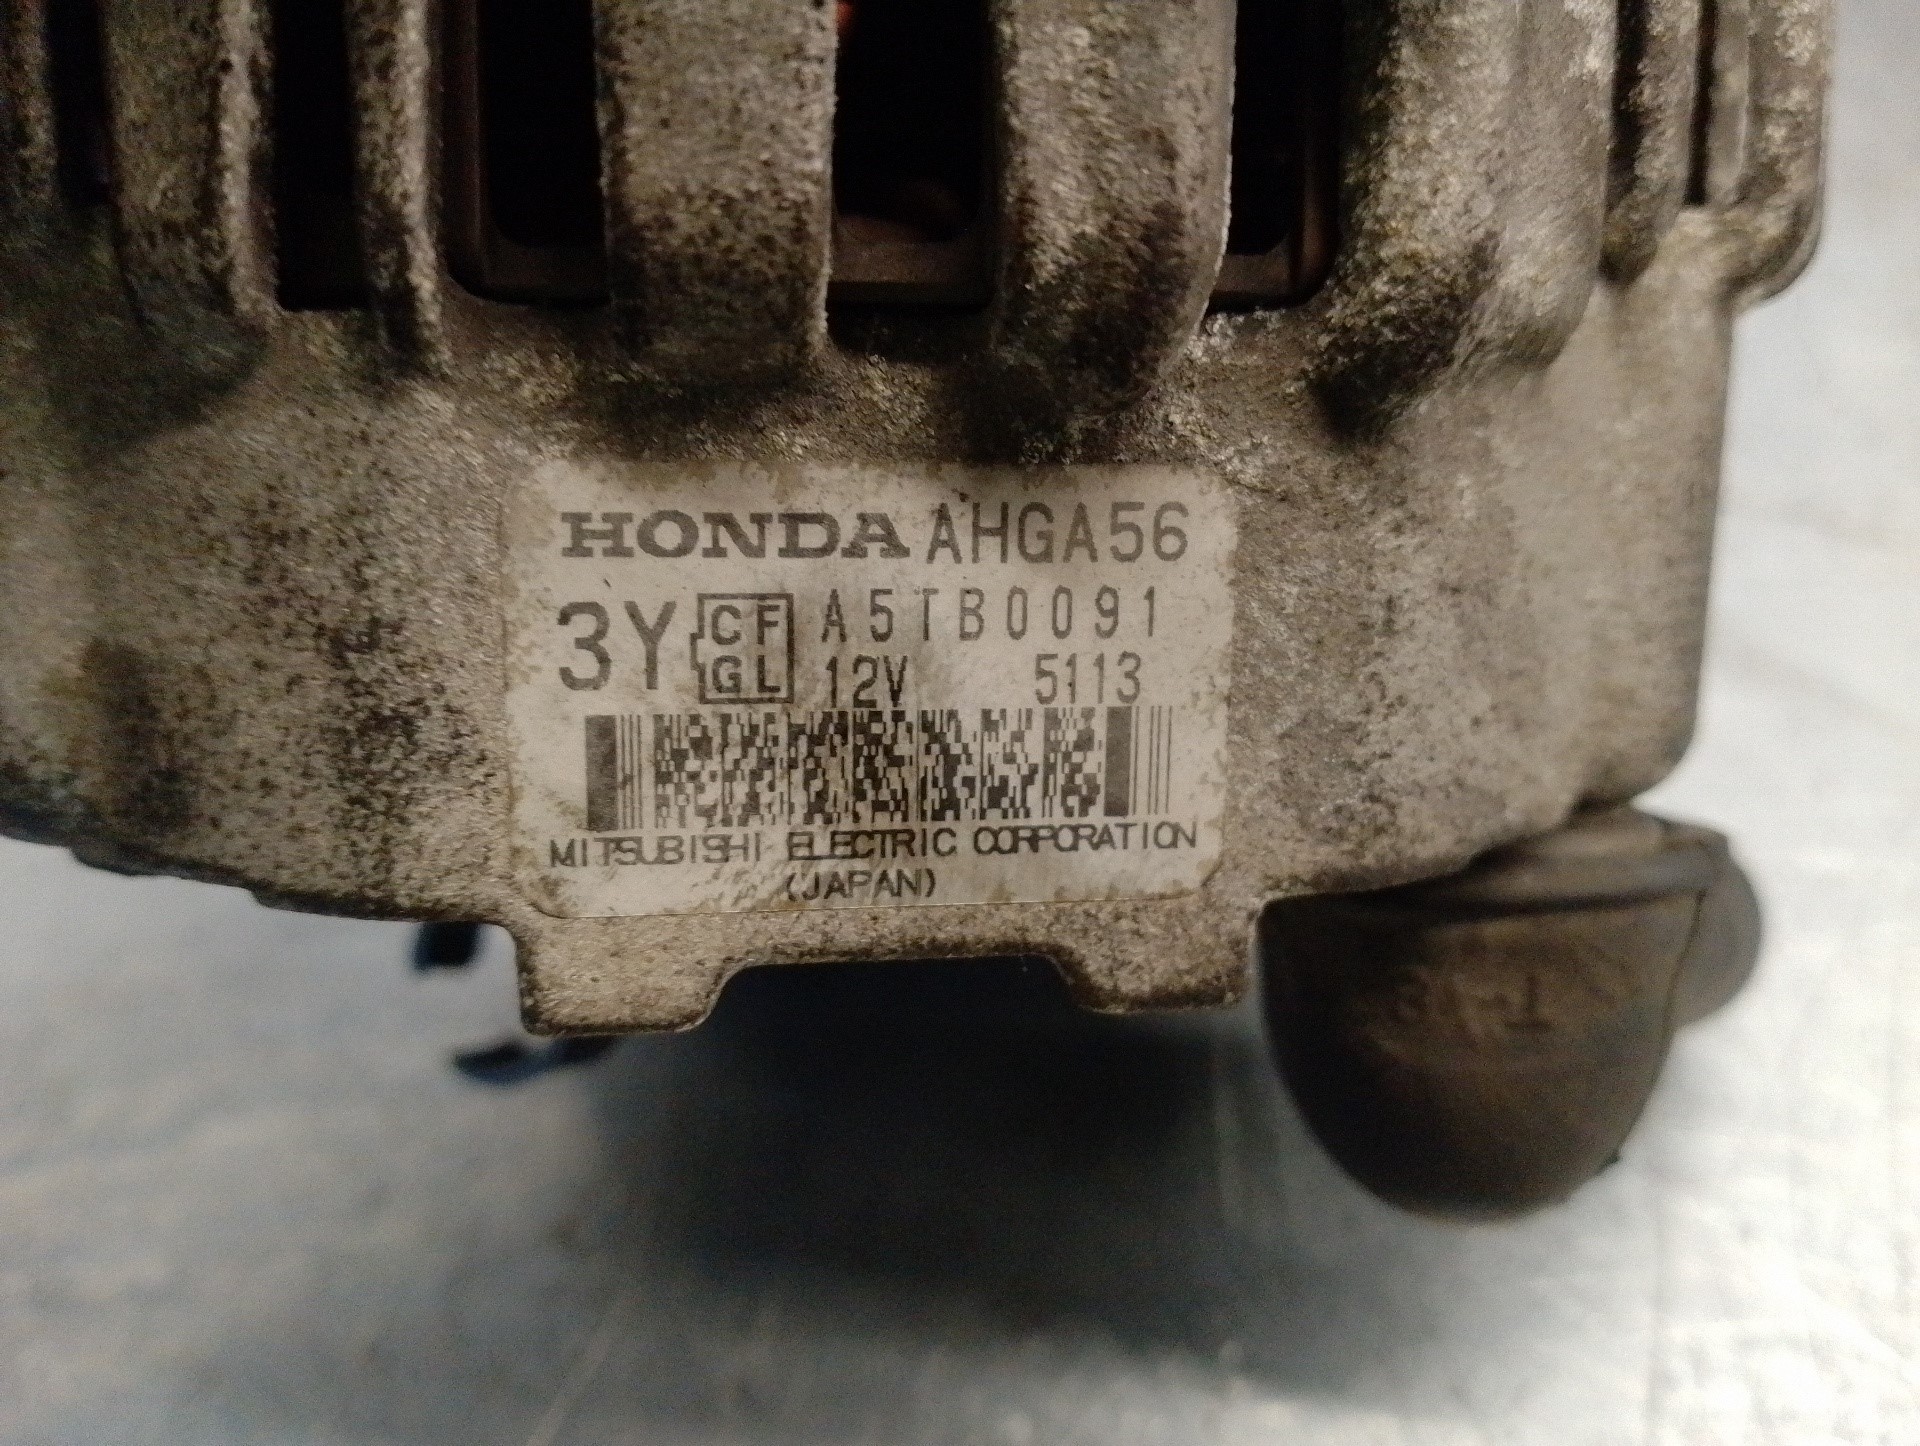 HONDA AHGA56
3Y CF GL A5TB0091
12V 5113
MITSUBISHI ELECTRIC CORPORATION
(JAPAN)